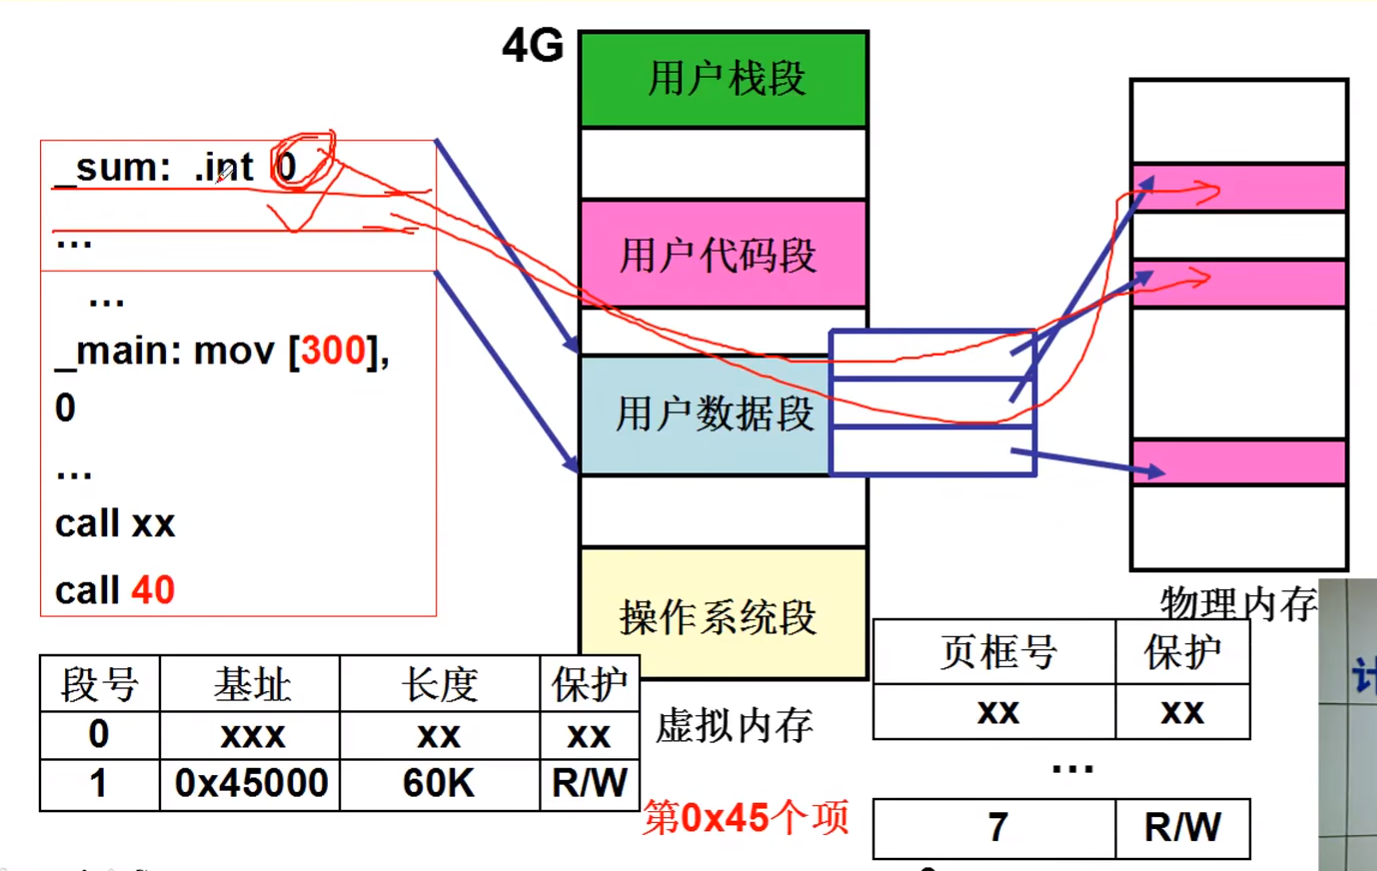 4G
用户栈段
_sum: .int 0
...
用户代码段
...
_main: mov [300],
0
用户数据段
...
call xx
call 40
操作系统段
物理内存
段号 基址 长度 保护
0 xxx xx xx
1 0x45000 60K R/W
虚拟内存
页框号 保护
xx xx
...
第0x45个项
7 R/W